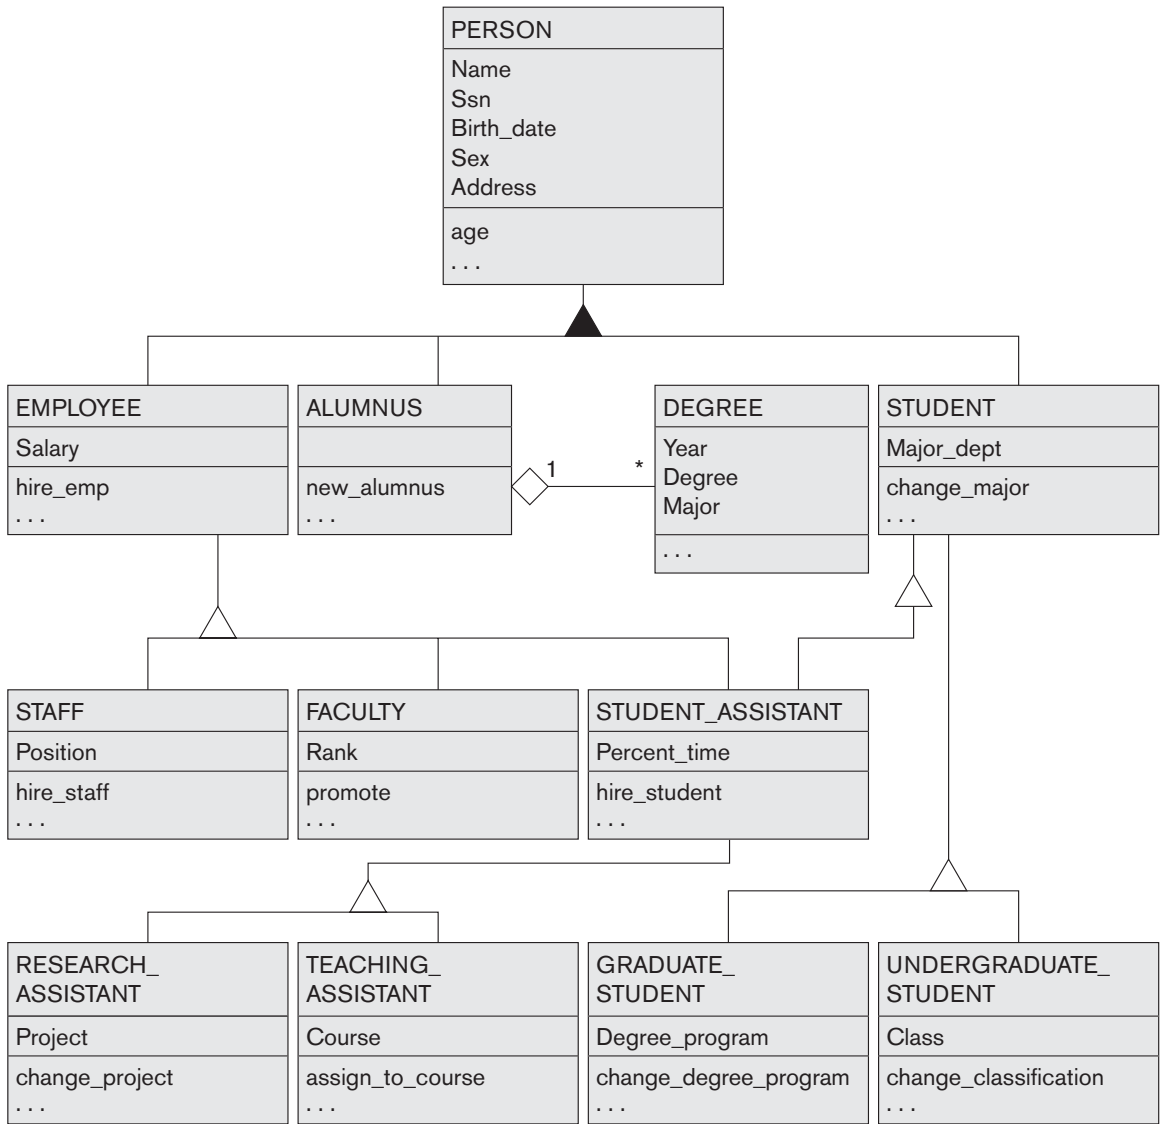 PERSON
Name
Ssn
Birth_date
Sex
Address
age
. . .
EMPLOYEE
Salary
hire_emp
. . .
ALUMNUS
new_alumnus
. . .
1
*
DEGREE
Year
Degree
Major
. . .
STUDENT
Major_dept
change_major
. . .
STAFF
Position
hire_staff
. . .
FACULTY
Rank
promote
. . .
STUDENT_ASSISTANT
Percent_time
hire_student
. . .
RESEARCH_
ASSISTANT
Project
change_project
. . .
TEACHING_
ASSISTANT
Course
assign_to_course
. . .
GRADUATE_
STUDENT
Degree_program
change_degree_program
. . .
UNDERGRADUATE_
STUDENT
Class
change_classification
. . .